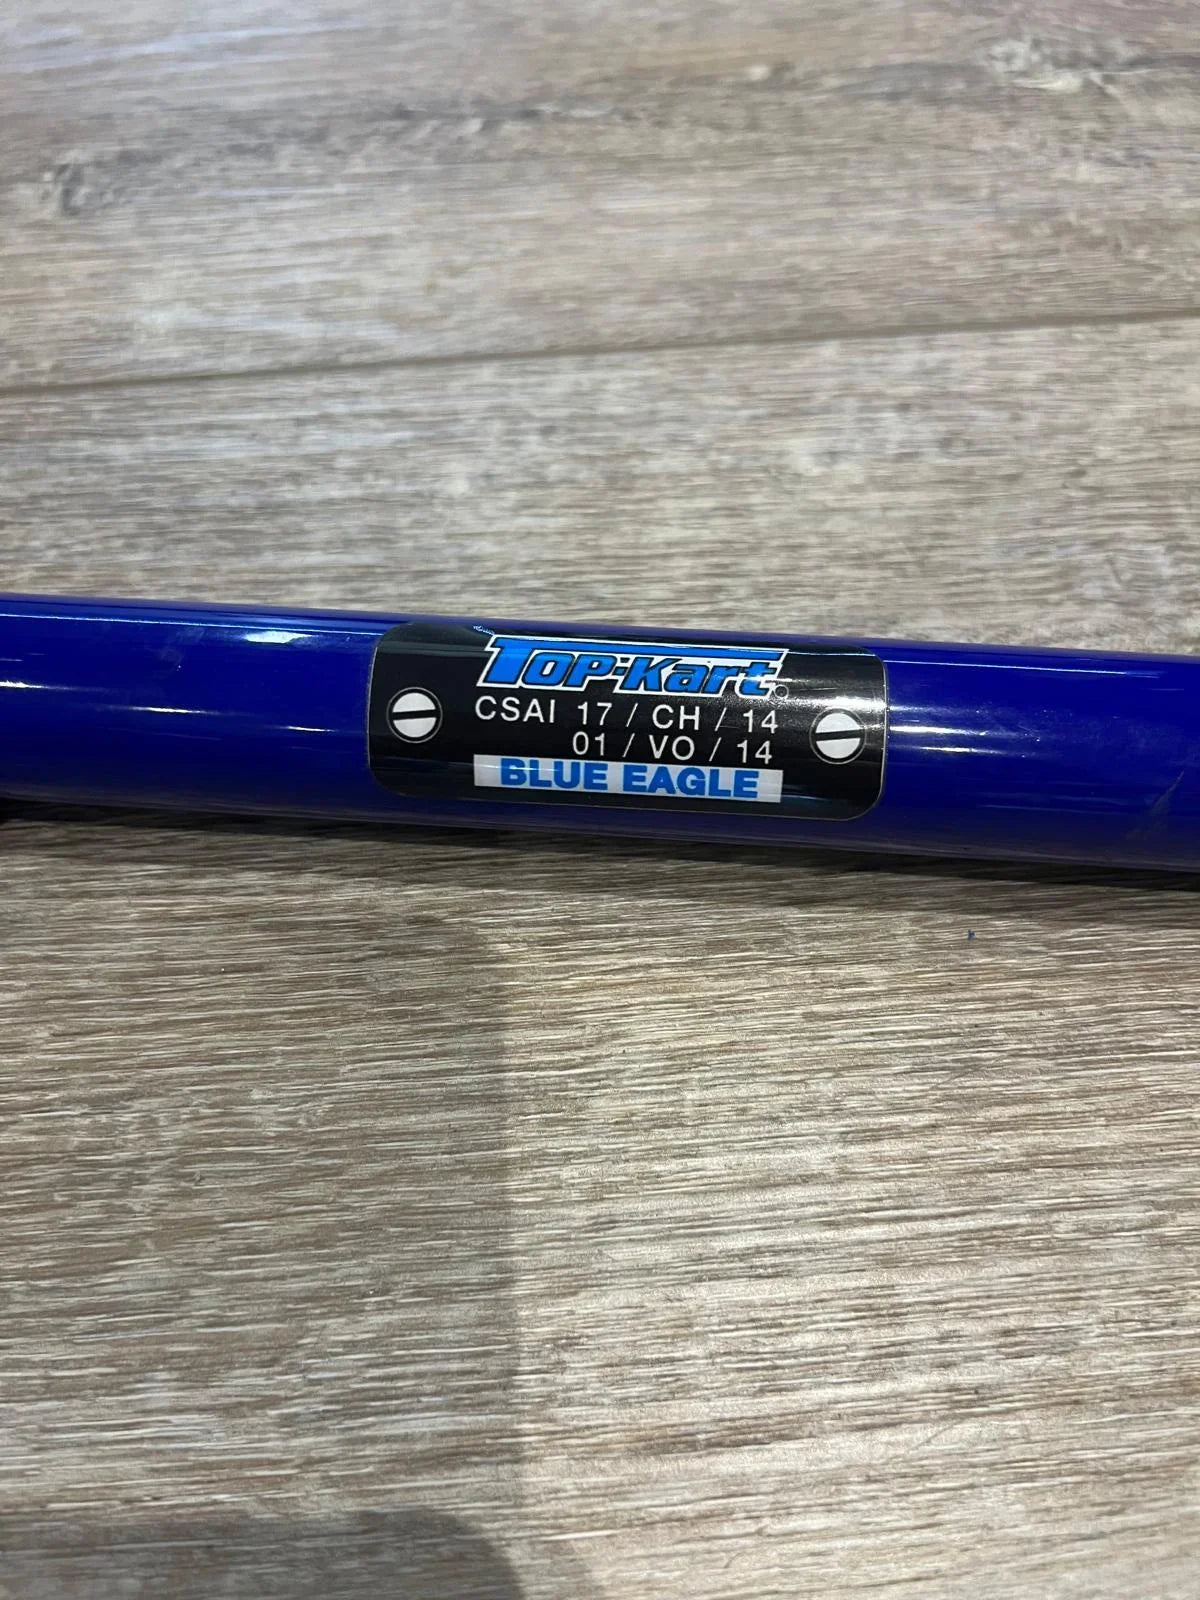 TOP-Kart
CSAI 17 / CH / 14
01 / VO / 14
BLUE EAGLE